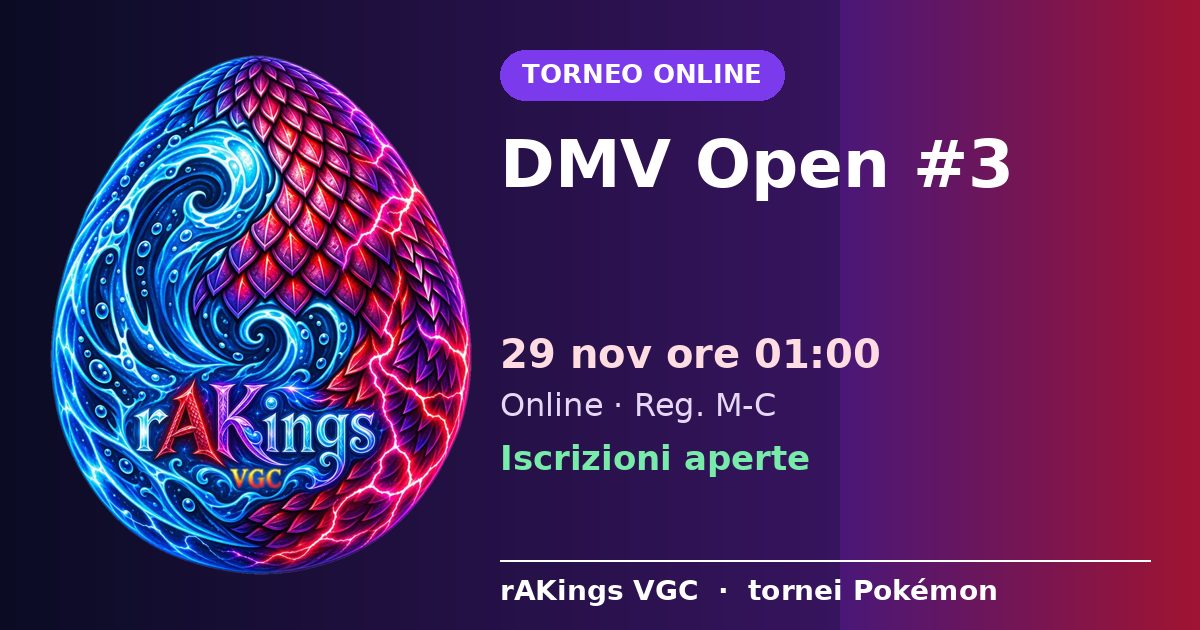 TORNEO ONLINE
DMV Open #3
29 nov ore 01:00
Online · Reg. M-C
Iscrizioni aperte
rAKings
VGC
rAKings VGC · tornei Pokémon